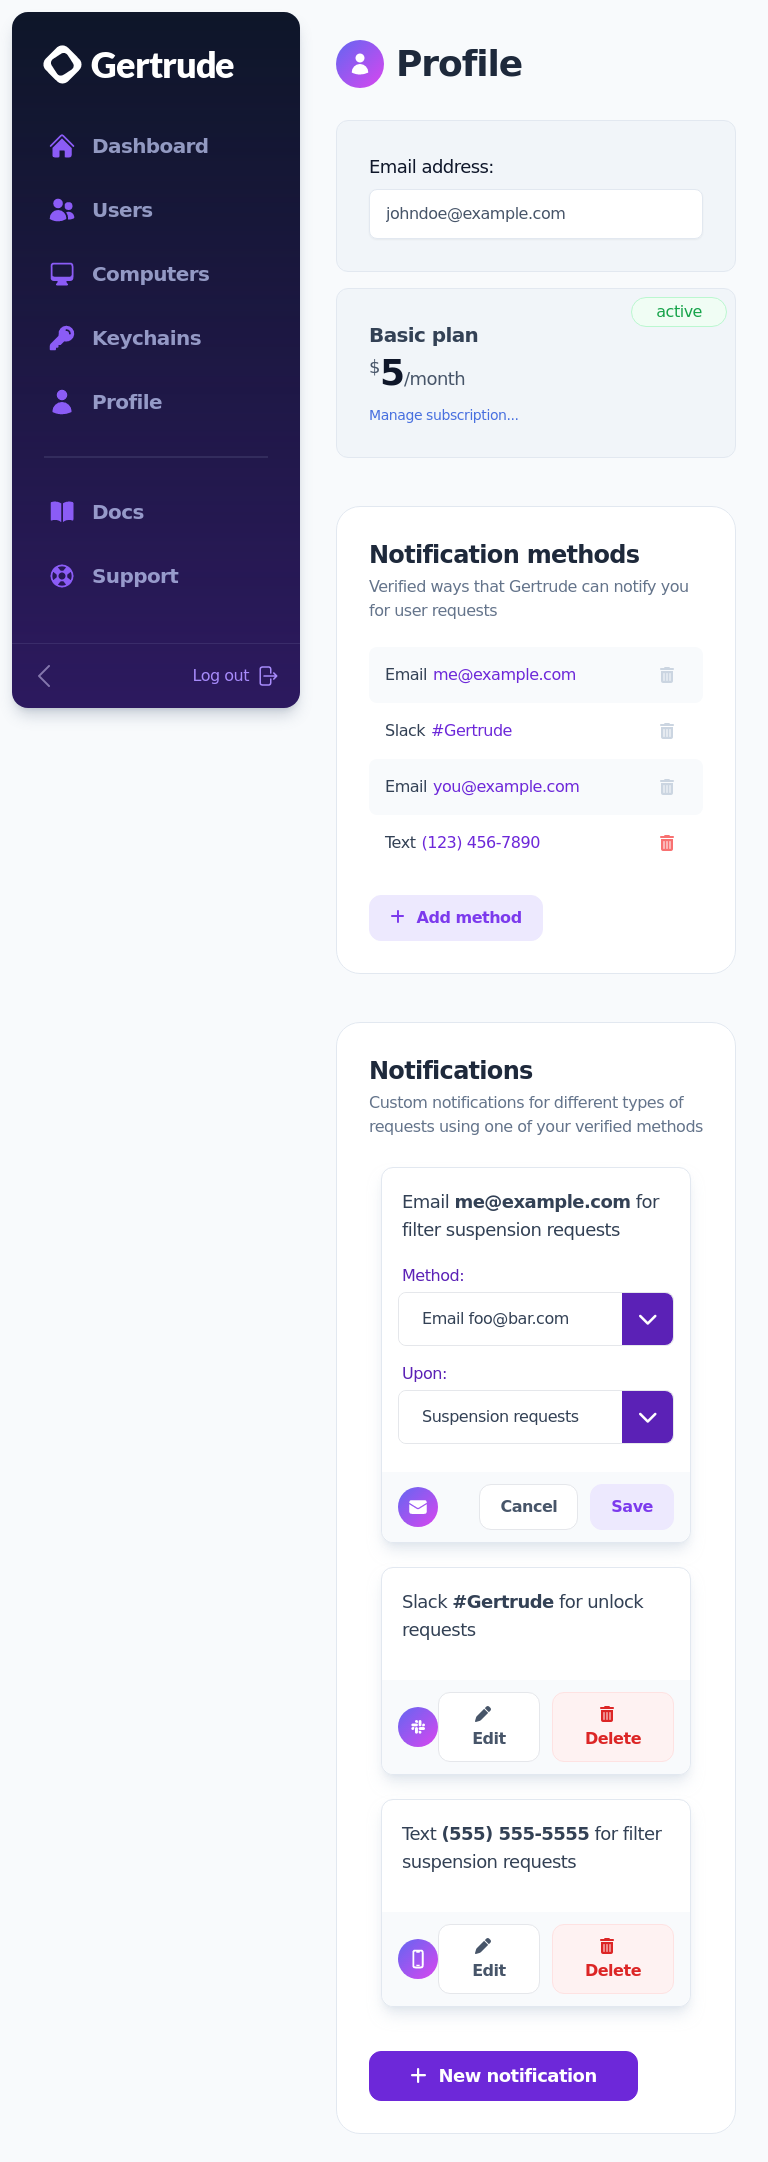 Gertrude
Dashboard
Users
Computers
Keychains
Profile
Docs
Support
Log out
Profile
Email address:
johndoe@example.com
active
Basic plan
$5/month
Manage subscription...
Notification methods
Verified ways that Gertrude can notify you
for user requests
Email me@example.com
Slack #Gertrude
Email you@example.com
Text (123) 456-7890
Add method
Notifications
Custom notifications for different types of
requests using one of your verified methods
Email me@example.com for
filter suspension requests
Method:
Email foo@bar.com
Upon:
Suspension requests
Cancel
Save
Slack #Gertrude for unlock
requests
Edit
Delete
Text (555) 555-5555 for filter
suspension requests
Edit
Delete
New notification